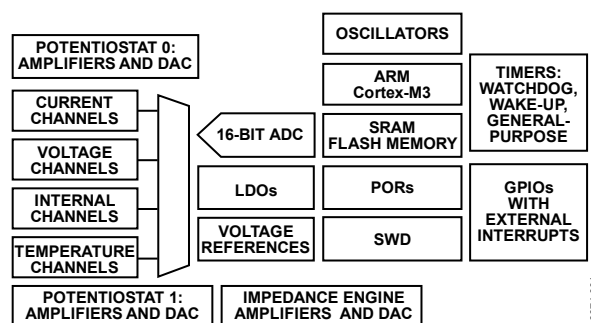 POTENTIOSTAT 0:
AMPLIFIERS AND DAC
CURRENT
CHANNELS
VOLTAGE
CHANNELS
INTERNAL
CHANNELS
TEMPERATURE
CHANNELS
POTENTIOSTAT 1:
AMPLIFIERS AND DAC
16-BIT ADC
LDOs
VOLTAGE
REFERENCES
IMPEDANCE ENGINE
AMPLIFIERS AND DAC
OSCILLATORS
ARM
Cortex-M3
SRAM
FLASH MEMORY
PORs
SWD
TIMERS:
WATCHDOG,
WAKE-UP,
GENERAL-
PURPOSE
GPIOs
WITH
EXTERNAL
INTERRUPTS